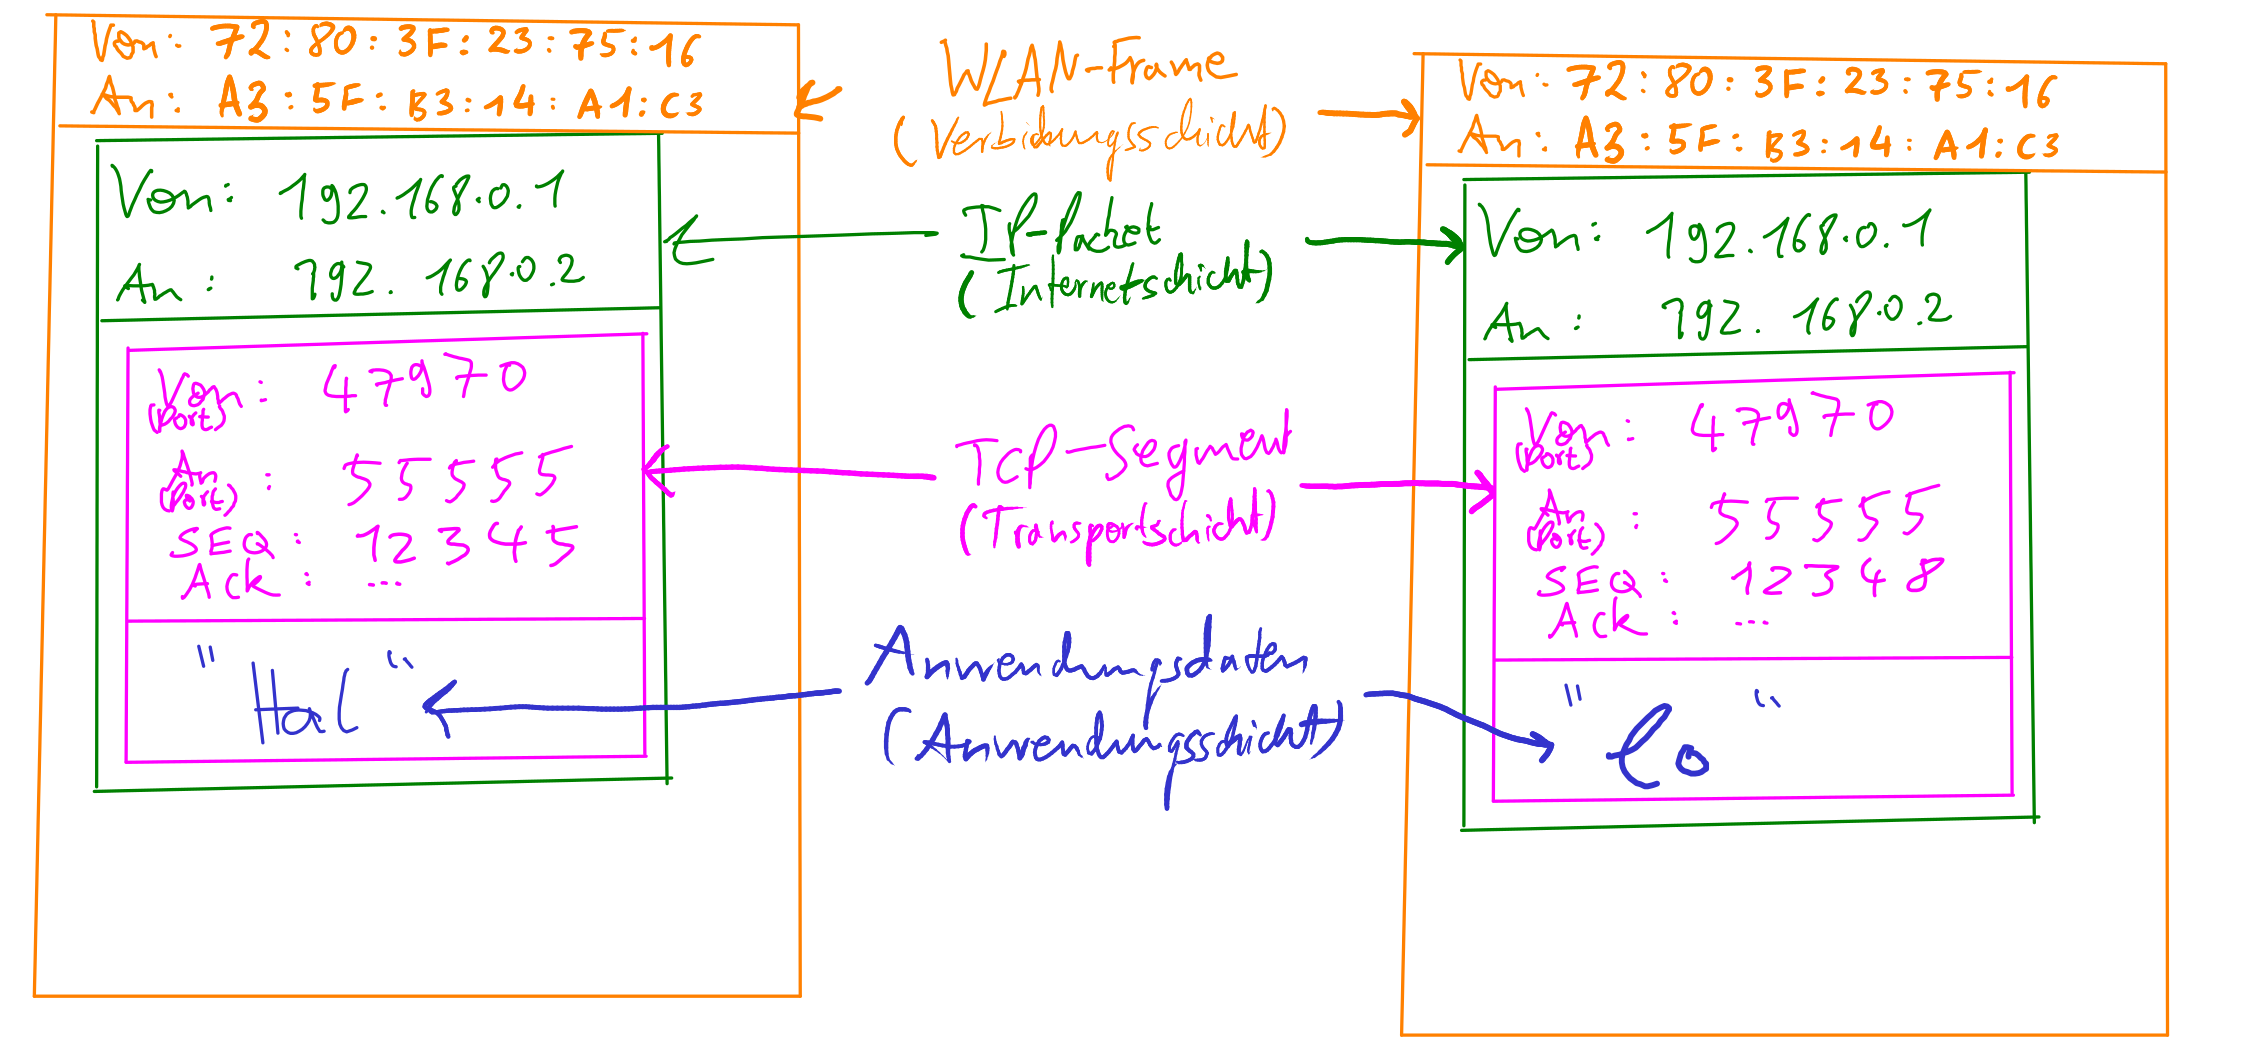 Von: 72:80:3F:23:75:16
An: A3:5F:B3:14:A1:C3
Von: 192.168.0.1
An: 192.168.0.2
Von: 47970
(Port)
An: 55555
(Port)
SEQ: 12345
Ack: ...
"Hal"
WLAN-Frame
(Verbidungsschicht)
IP-Packet
(Internetschicht)
TCP-Segment
(Transportschicht)
Anwendungsdaten
(Anwendungsschicht)
Von: 72:80:3F:23:75:16
An: A3:5F:B3:14:A1:C3
Von: 192.168.0.1
An: 192.168.0.2
Von: 47970
(Port)
An: 55555
(Port)
SEQ: 12348
Ack: ...
"lo"